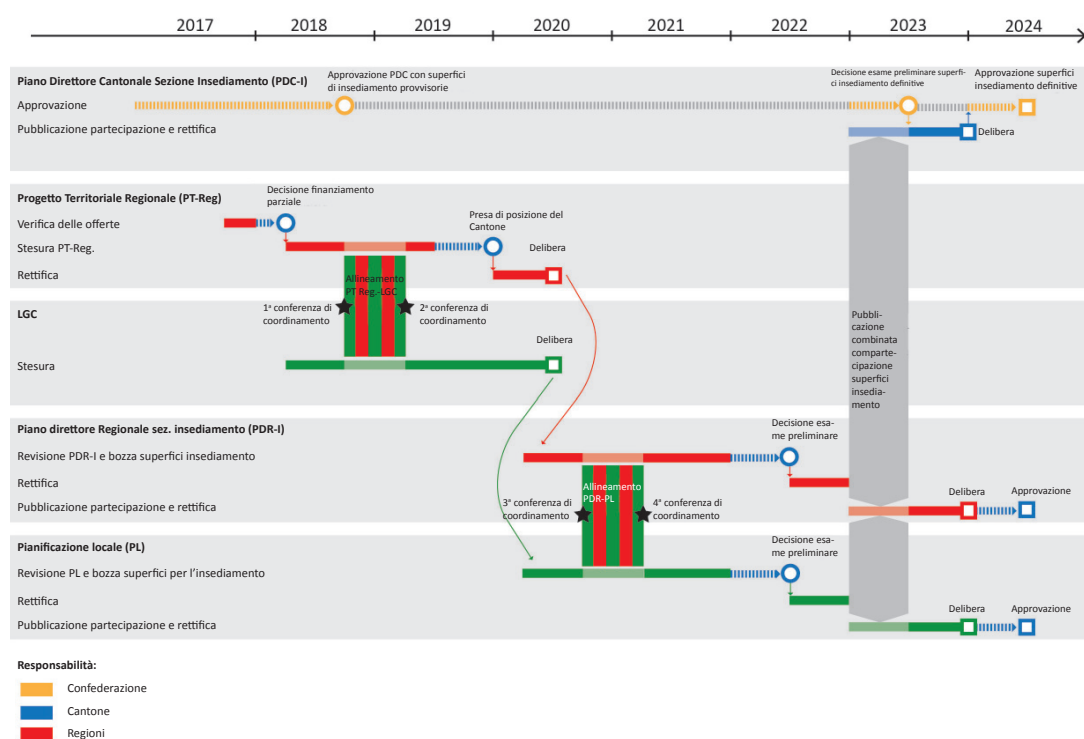 2017 2018 2019 2020 2021 2022 2023 2024
Piano Direttore Cantonale Sezione Insediamento (PDC-I)
Approvazione PDC con superfici
di insediamento provvisorie
Decisione esame preliminare superfi-
ci insediamento definitive
Approvazione superfici
insediamento definitive
Approvazione
Pubblicazione partecipazione e rettifica
Delibera
Progetto Territoriale Regionale (PT-Reg)
Decisione finanziamento
parziale
Verifica delle offerte
Presa di posizione del
Cantone
Stesura PT-Reg.
Delibera
Rettifica
Allineamento
PT Reg.-LGC
1ª conferenza di
coordinamento
2ª conferenza di
coordinamento
LGC
Delibera
Stesura
Pubbli-
cazione
combinata
comparte-
cipazione
superfici
insedia-
mento
Piano direttore Regionale sez. insediamento (PDR-I)
Decisione esa-
me preliminare
Revisione PDR-I e bozza superfici insediamento
Rettifica
Allineamento
PDR-PL
3ª conferenza di
coordinamento
4ª conferenza di
coordinamento
Pubblicazione partecipazione e rettifica
Delibera
Approvazione
Pianificazione locale (PL)
Decisione esa-
me preliminare
Revisione PL e bozza superfici per l'insediamento
Rettifica
Pubblicazione partecipazione e rettifica
Delibera
Approvazione
Responsabilità:
Confederazione
Cantone
Regioni